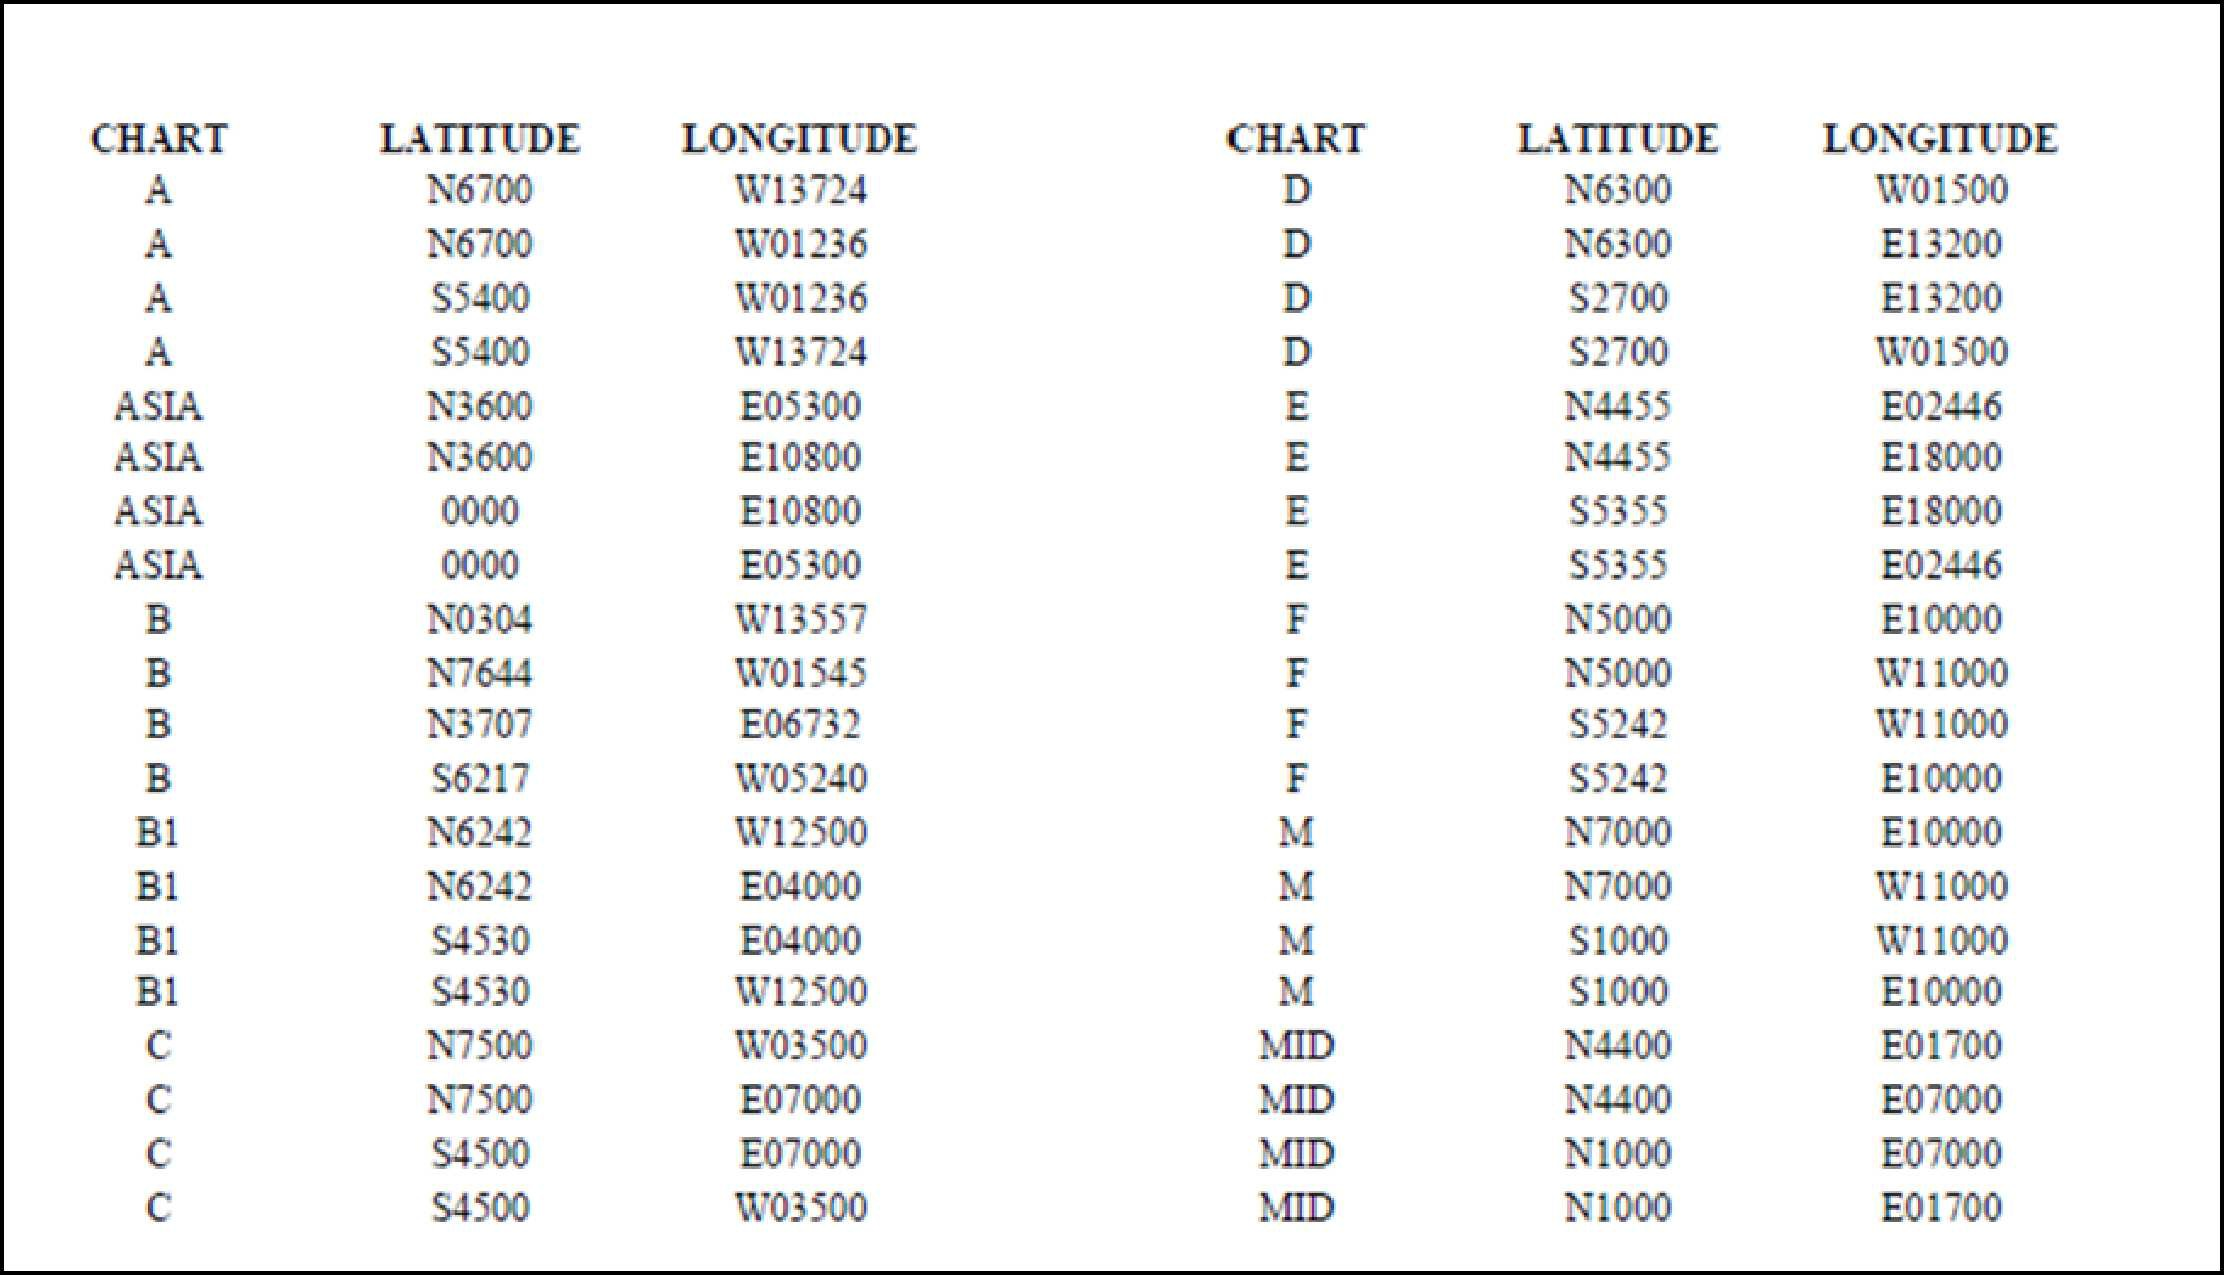 CHART LATITUDE LONGITUDE CHART LATITUDE LONGITUDE
A N6700 W13724 D N6300 W01500
A N6700 W01236 D N6300 E13200
A S5400 W01236 D S2700 E13200
A S5400 W13724 D S2700 W01500
ASIA N3600 E05300 E N4455 E02446
ASIA N3600 E10800 E N4455 E18000
ASIA 0000 E10800 E S5355 E18000
ASIA 0000 E05300 E S5355 E02446
B N0304 W13557 F N5000 E10000
B N7644 W01545 F N5000 W11000
B N3707 E06732 F S5242 W11000
B S6217 W05240 F S5242 E10000
B1 N6242 W12500 M N7000 E10000
B1 N6242 E04000 M N7000 W11000
B1 S4530 E04000 M S1000 W11000
B1 S4530 W12500 M S1000 E10000
C N7500 W03500 MID N4400 E01700
C N7500 E07000 MID N4400 E07000
C S4500 E07000 MID N1000 E07000
C S4500 W03500 MID N1000 E01700